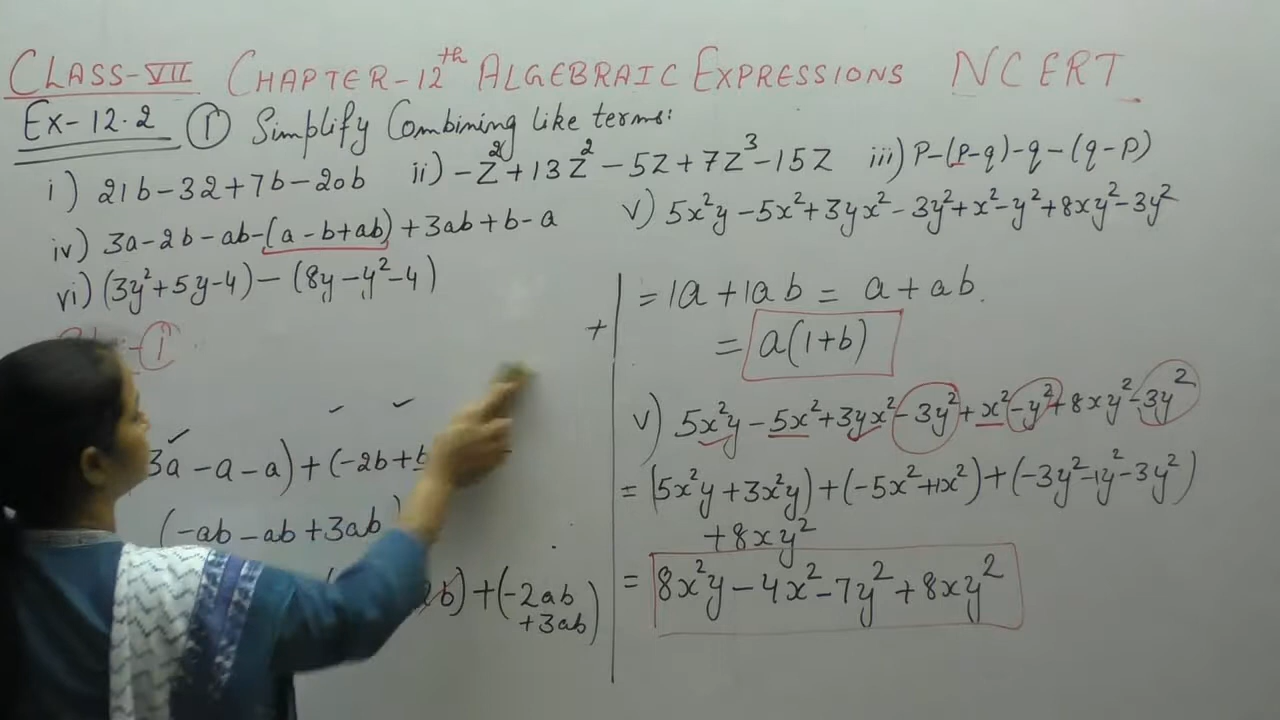 CLASS-VII CHAPTER-12th ALGEBRAIC EXPRESSIONS NCERT
Ex-12.2 ① Simplify Combining like terms:
i) 21b-32+7b-20b ii) -z²+13z²-5z+7z³-15z iii) P-(p-q)-q-(q-p)
iv) 3a-2b-ab-(a-b+ab)+3ab+b-a
v) 5x²y-5x²+3yx²-3y²+x²-y²+8xy²-3y²
vi) (3y²+5y-4)-(8y-y²-4)
①
3a-a-a)+(-2b+b
(-ab-ab+3ab)
2b)+(-2ab
+3ab)
+
=1a+1ab = a+ab.
= a(1+b)
v) 5x²y-5x²+3yx²-3y²+x²-y²+8xy²-3y²
=(5x²y+3x²y)+(-5x²+1x²)+(-3y²-1y²-3y²)
+8xy²
= 8x²y-4x²-7y²+8xy²